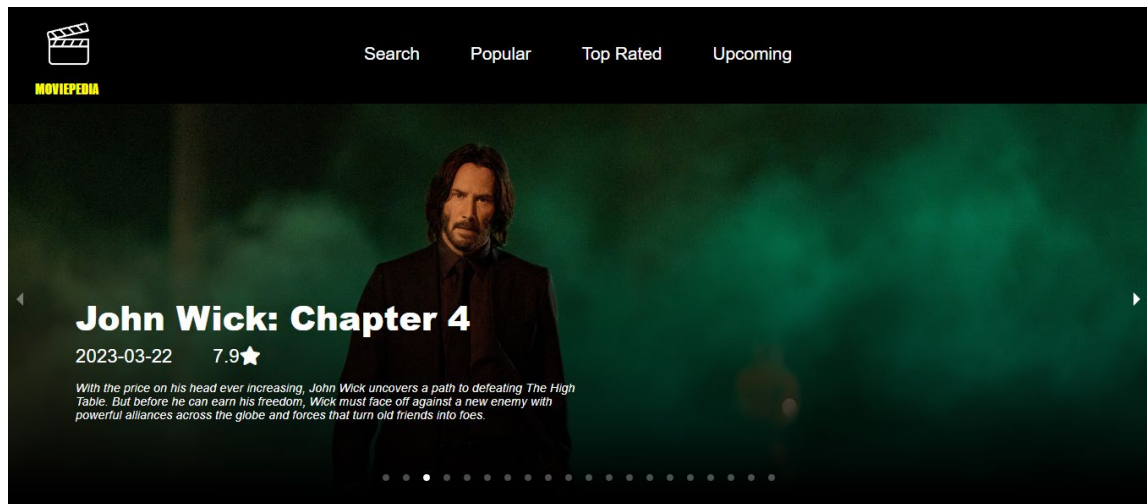 MOVIEPEDIA
Search Popular Top Rated Upcoming
John Wick: Chapter 4
2023-03-22 7.9
With the price on his head ever increasing, John Wick uncovers a path to defeating The High
Table. But before he can earn his freedom, Wick must face off against a new enemy with
powerful alliances across the globe and forces that turn old friends into foes.